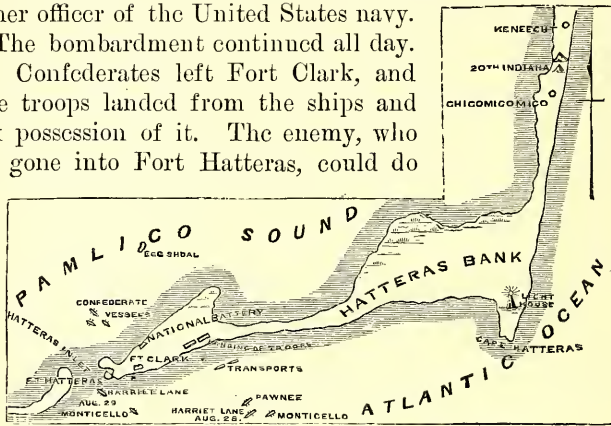 ner officer of the United States navy.
The bombardment continued all day.
Confederates left Fort Clark, and
e troops landed from the ships and
possession of it. The enemy, who
gone into Fort Hatteras, could do
KENEECUT
20TH INDIANA
CHICOMICOMICO
PAMLICO SOUND
EGG SHOAL
HATTERAS BANK
LIGHT
HOUSE
CAPE HATTERAS
ATLANTIC OCEAN
CONFEDERATE
VESSELS
HATTERAS INLET
NATIONAL BATTERY
FT CLARK
LANDING OF TROOPS
FT HATTERAS
TRANSPORTS
HARRIET LANE
AUG. 29
MONTICELLO
PAWNEE
HARRIET LANE
AUG. 28.
MONTICELLO